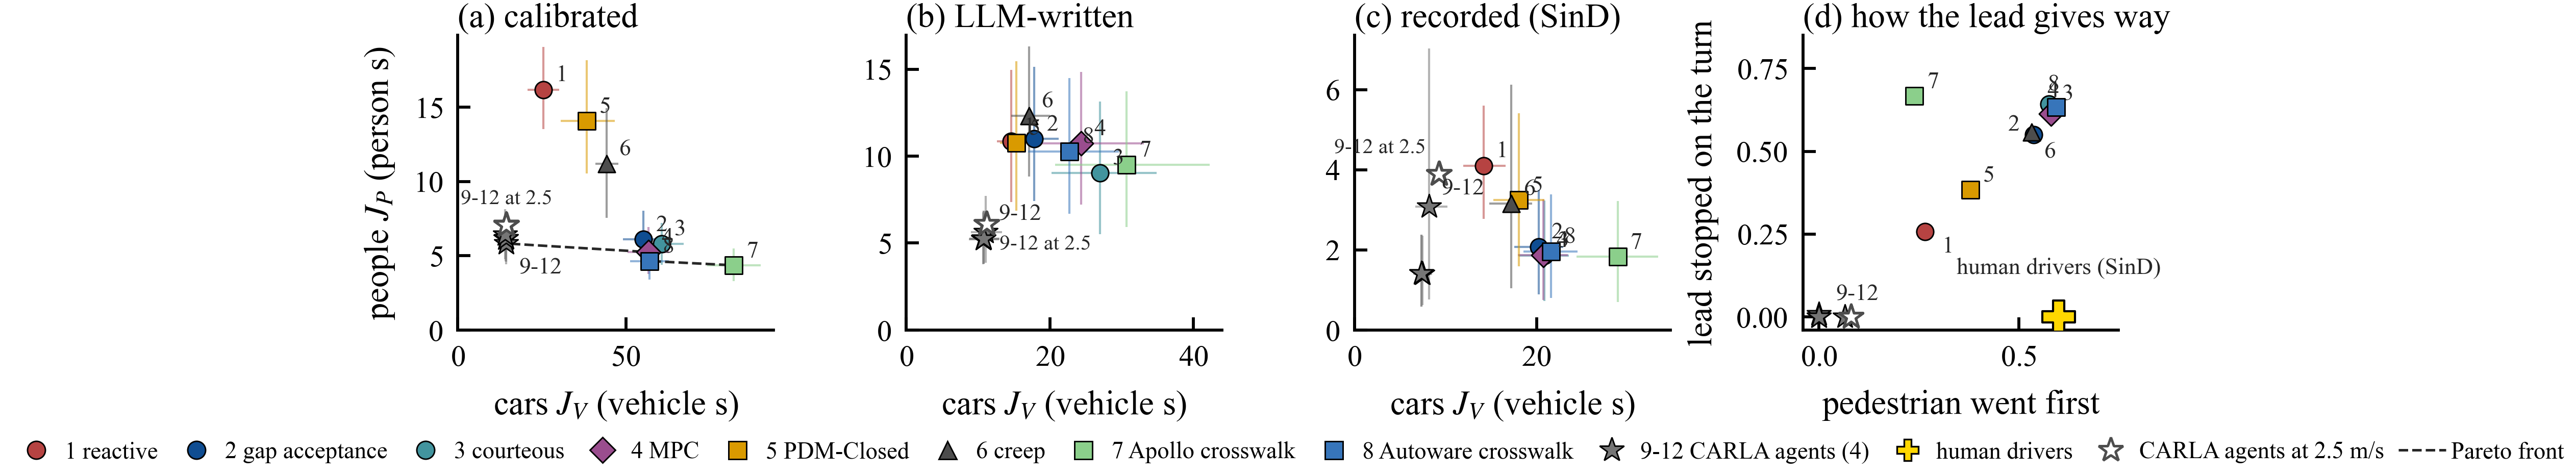 (a) calibrated
people J_P (person s)
15
10
5
0
1
5
6
9-12 at 2.5
9-12
2
3
4
8
7
0
50
cars J_V (vehicle s)
(b) LLM-written
15
10
5
0
6
2
4
8
3
7
9-12
9-12 at 2.5
0
20
40
cars J_V (vehicle s)
(c) recorded (SinD)
6
4
2
0
9-12 at 2.5
1
9-12
5
6
2
8
7
0
20
cars J_V (vehicle s)
(d) how the lead gives way
lead stopped on the turn
0.75
0.50
0.25
0.00
7
8
3
2
6
5
1
human drivers (SinD)
9-12
0.0
0.5
pedestrian went first
1 reactive
2 gap acceptance
3 courteous
4 MPC
5 PDM-Closed
6 creep
7 Apollo crosswalk
8 Autoware crosswalk
9-12 CARLA agents (4)
human drivers
CARLA agents at 2.5 m/s
Pareto front